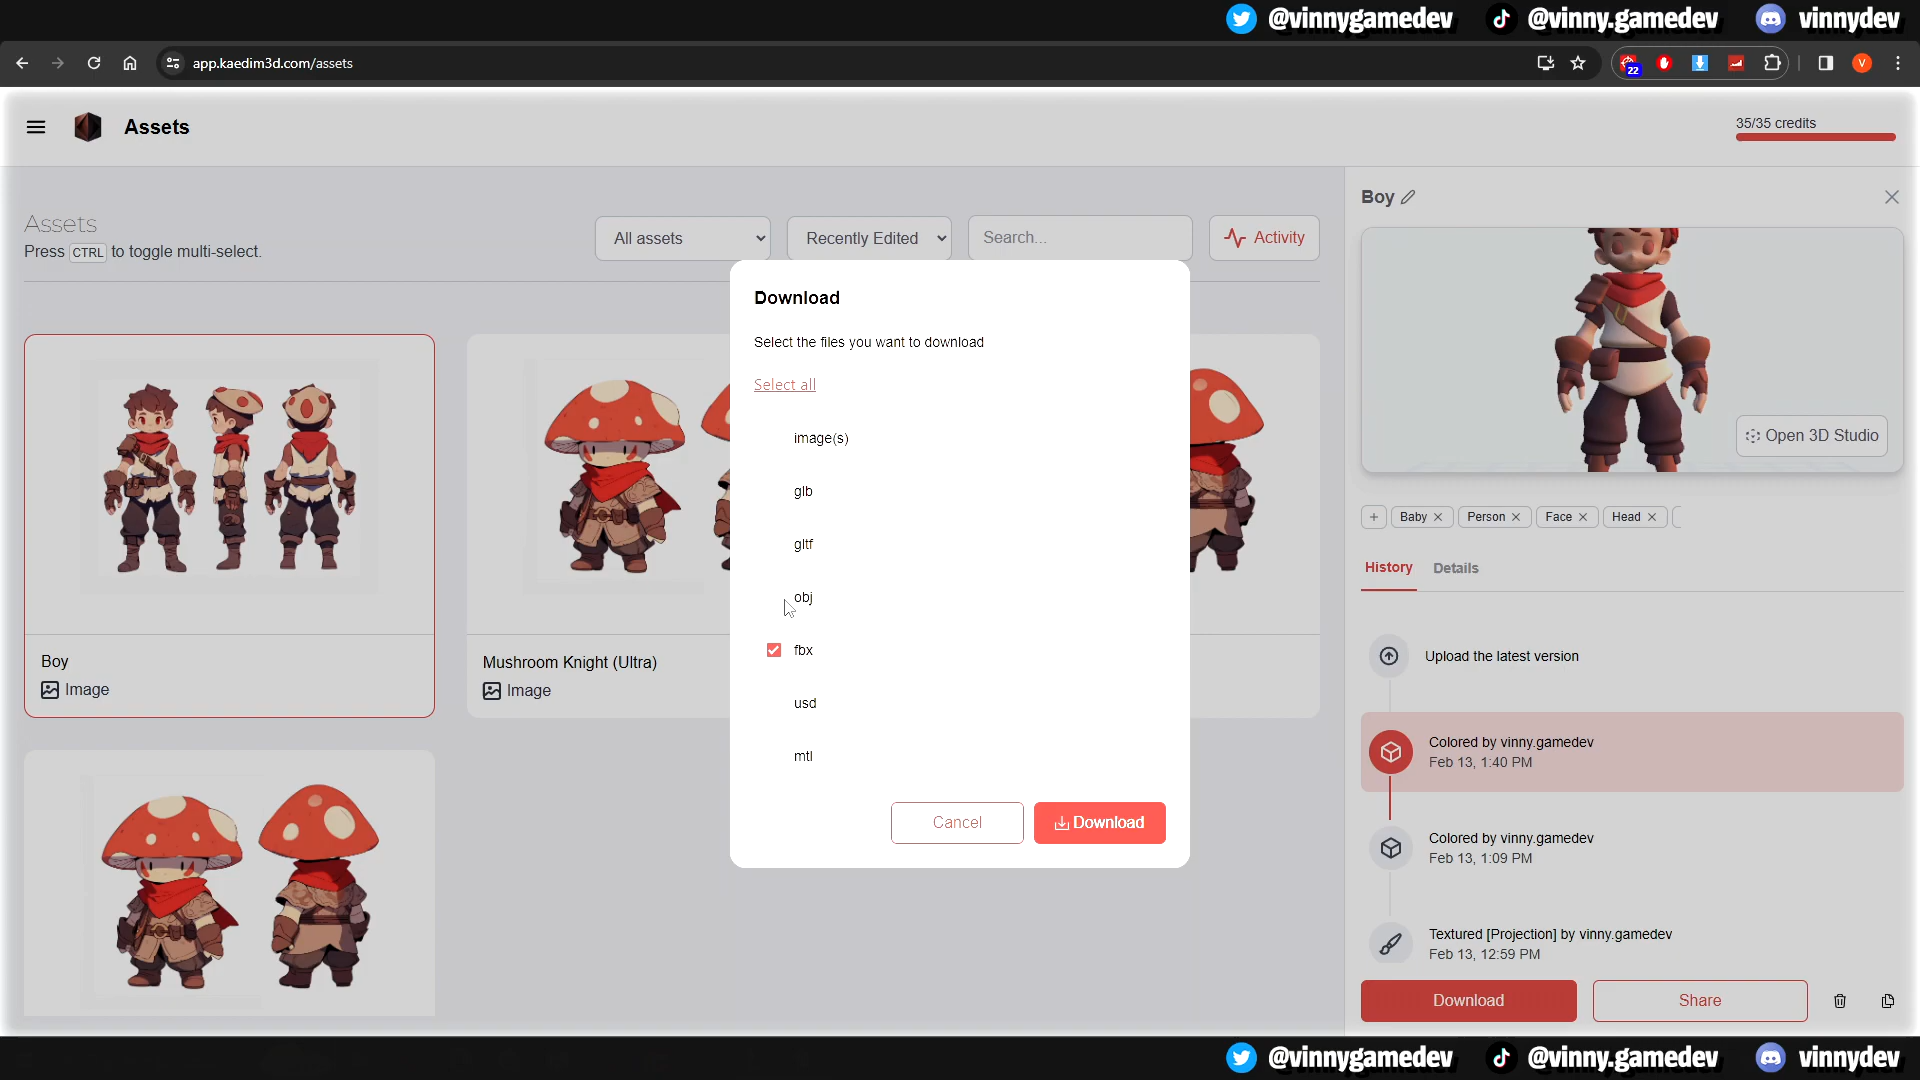 @vinnygamedev @vinny.gamedev vinnydev
app.kaedim3d.com/assets
22
V
Assets
35/35 credits
Assets
Press CTRL to toggle multi-select.
All assets
Recently Edited
Search...
Activity
Boy
Open 3D Studio
Baby
Person
Face
Head
History
Details
Upload the latest version
Colored by vinny.gamedev
Feb 13, 1:40 PM
Colored by vinny.gamedev
Feb 13, 1:09 PM
Textured [Projection] by vinny.gamedev
Feb 13, 12:59 PM
Download
Share
Boy
Image
Mushroom Knight (Ultra)
Image
Download
Select the files you want to download
Select all
image(s)
glb
gltf
obj
fbx
usd
mtl
Cancel
Download
@vinnygamedev @vinny.gamedev vinnydev